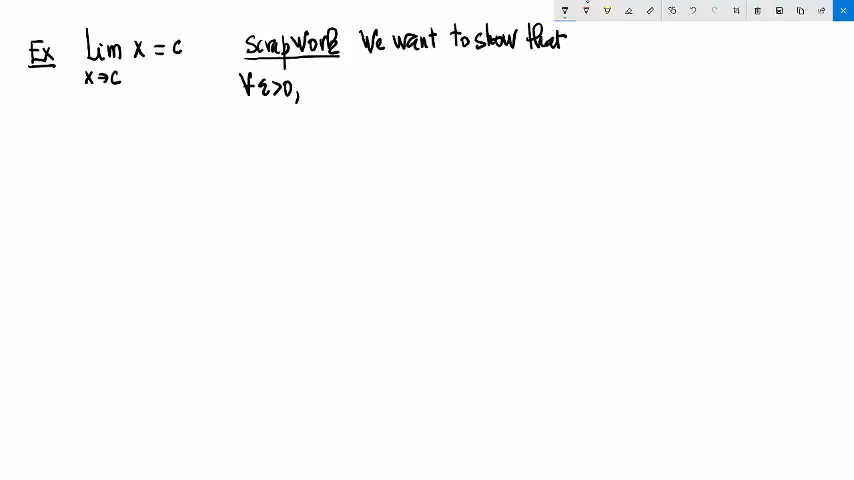 Ex lim x = c
x→c
Scrapwork We want to show that
∀ε>0,